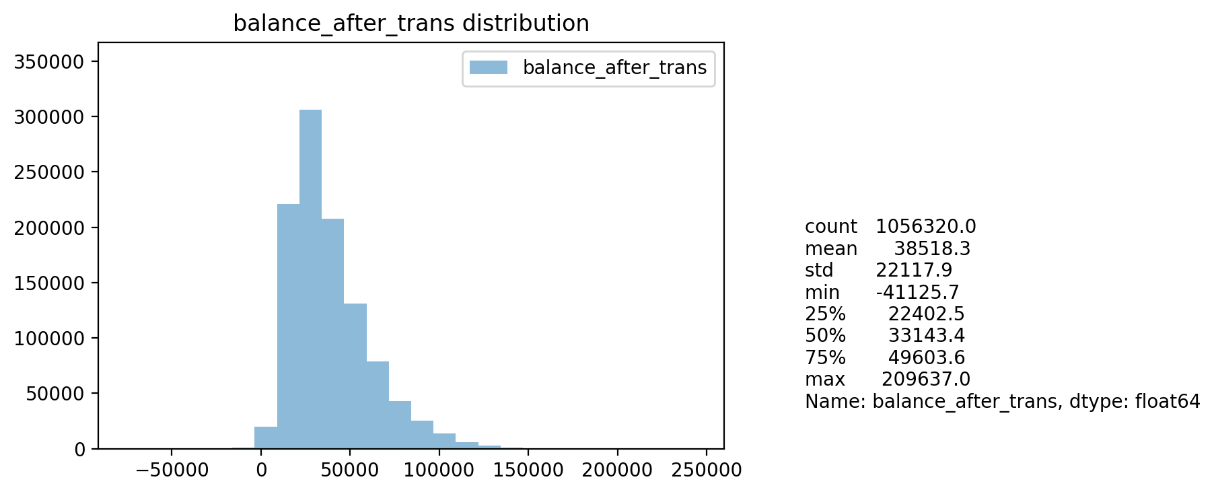 balance_after_trans distribution
balance_after_trans
350000
300000
250000
200000
150000
100000
50000
0
−50000 0 50000 100000 150000 200000 250000
count 1056320.0
mean 38518.3
std 22117.9
min -41125.7
25% 22402.5
50% 33143.4
75% 49603.6
max 209637.0
Name: balance_after_trans, dtype: float64